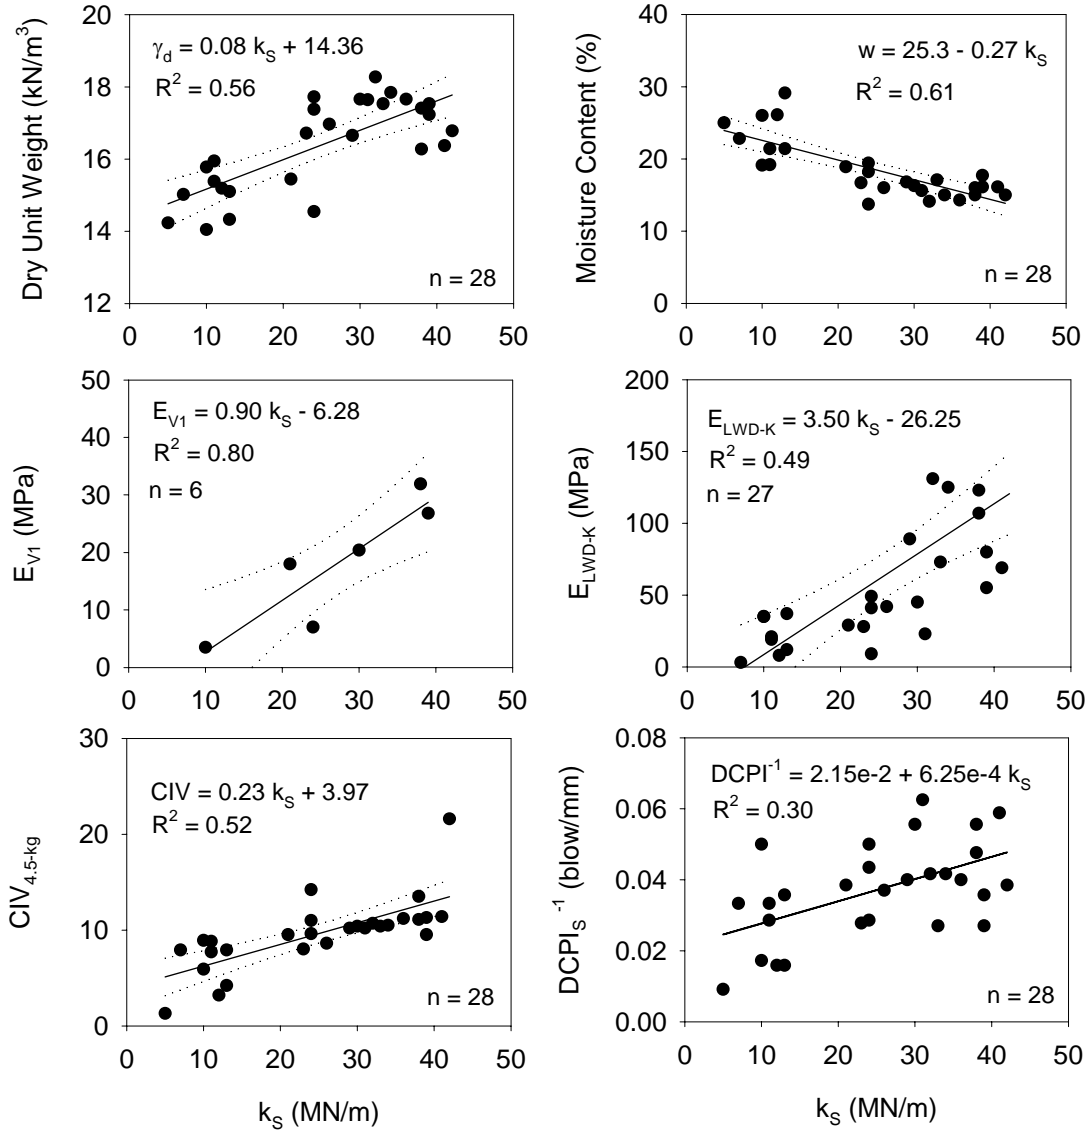 Dry Unit Weight (kN/m³)
20
18
16
14
12
γd = 0.08 kS + 14.36
R² = 0.56
n = 28
0 10 20 30 40 50
Moisture Content (%)
40
30
20
10
0
w = 25.3 - 0.27 kS
R² = 0.61
n = 28
0 10 20 30 40 50
EV1 (MPa)
50
40
30
20
10
0
EV1 = 0.90 kS - 6.28
R² = 0.80
n = 6
0 10 20 30 40 50
ELWD-K (MPa)
200
150
100
50
0
ELWD-K = 3.50 kS - 26.25
R² = 0.49
n = 27
0 10 20 30 40 50
CIV4.5-kg
30
20
10
0
CIV = 0.23 kS + 3.97
R² = 0.52
n = 28
0 10 20 30 40 50
kS (MN/m)
DCPIS⁻¹ (blow/mm)
0.08
0.06
0.04
0.02
0.00
DCPI⁻¹ = 2.15e-2 + 6.25e-4 kS
R² = 0.30
n = 28
0 10 20 30 40 50
kS (MN/m)